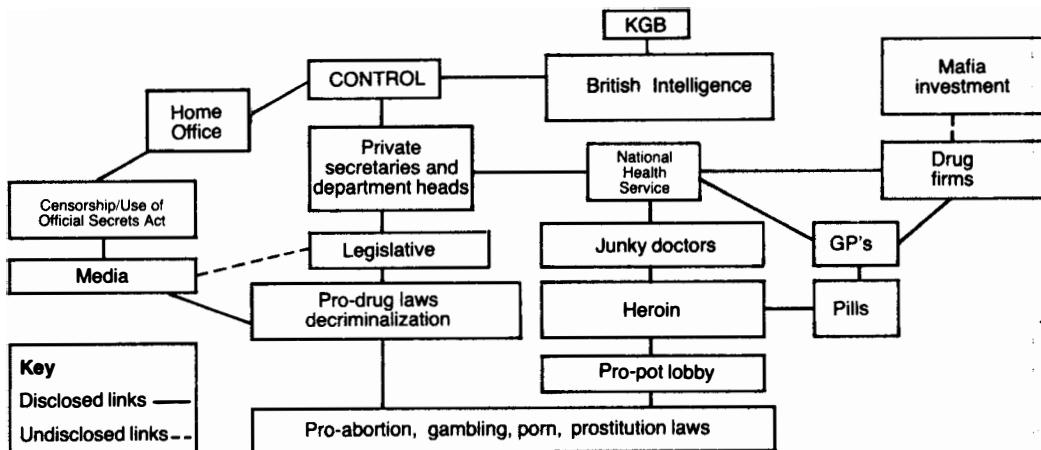 KGB
CONTROL
British Intelligence
Mafia
investment
Home
Office
Private
secretaries and
department heads
National
Health
Service
Drug
firms
Censorship/Use of
Official Secrets Act
Legislative
Junky doctors
GP's
Media
Pro-drug laws
decriminalization
Heroin
Pills
Key
Disclosed links
Undisclosed links
Pro-pot lobby
Pro-abortion, gambling, porn, prostitution laws